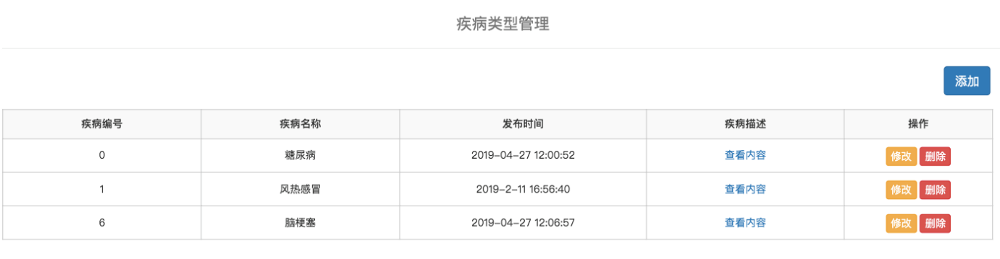 疾病类型管理
添加
疾病编号 疾病名称 发布时间 疾病描述 操作
0 糖尿病 2019-04-27 12:00:52 查看内容 修改 删除
1 风热感冒 2019-2-11 16:56:40 查看内容 修改 删除
6 脑梗塞 2019-04-27 12:06:57 查看内容 修改 删除